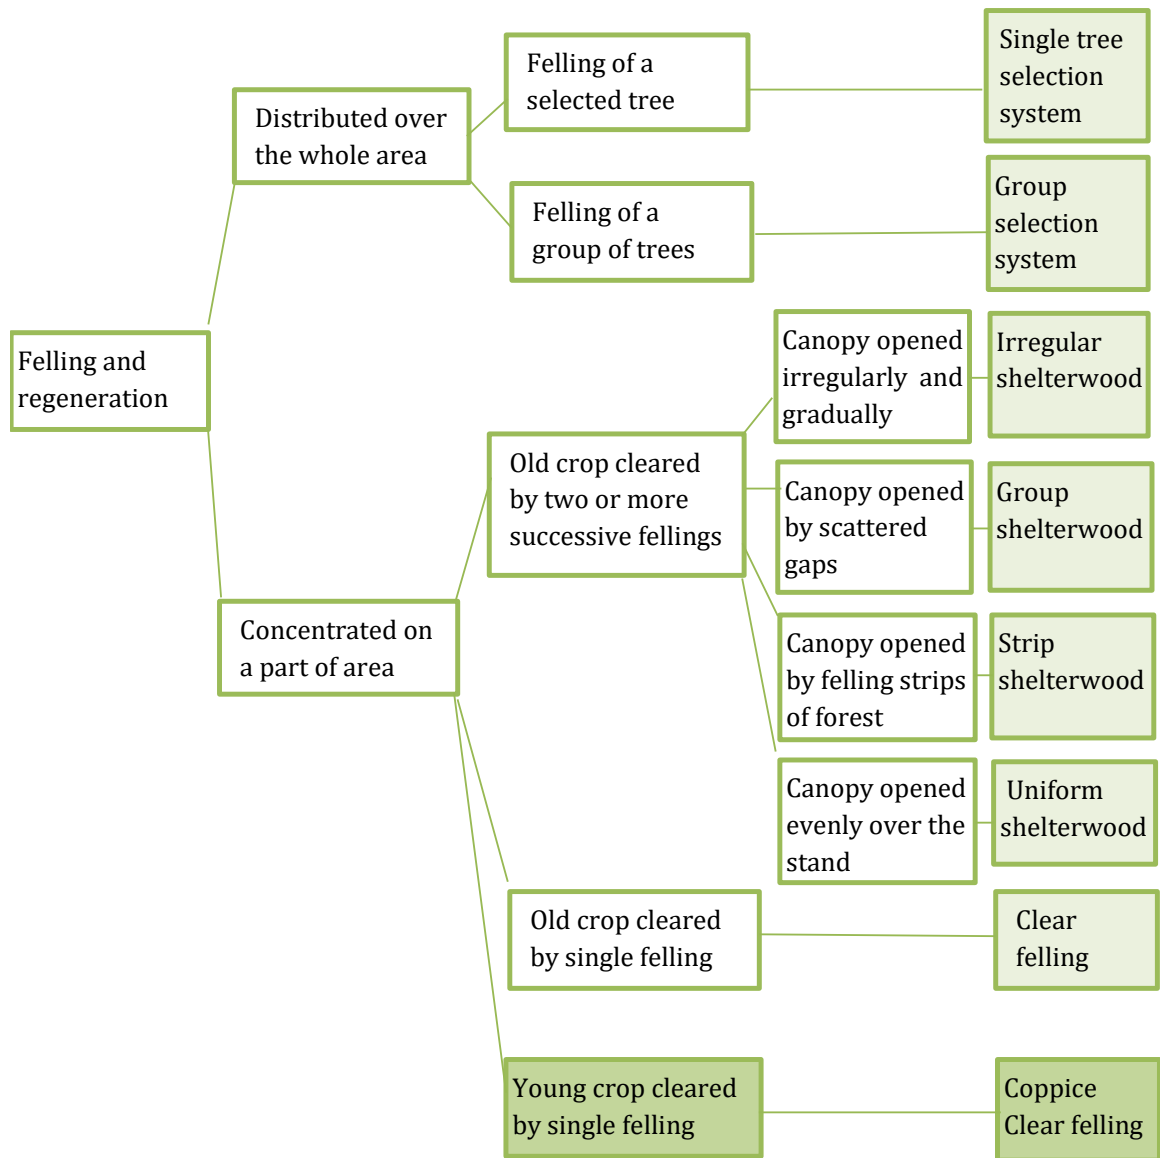 Felling and
regeneration
Distributed over
the whole area
Felling of a
selected tree
Single tree
selection
system
Felling of a
group of trees
Group
selection
system
Concentrated on
a part of area
Old crop cleared
by two or more
successive fellings
Canopy opened
irregularly and
gradually
Irregular
shelterwood
Canopy opened
by scattered
gaps
Group
shelterwood
Canopy opened
by felling strips
of forest
Strip
shelterwood
Canopy opened
evenly over the
stand
Uniform
shelterwood
Old crop cleared
by single felling
Clear
felling
Young crop cleared
by single felling
Coppice
Clear felling